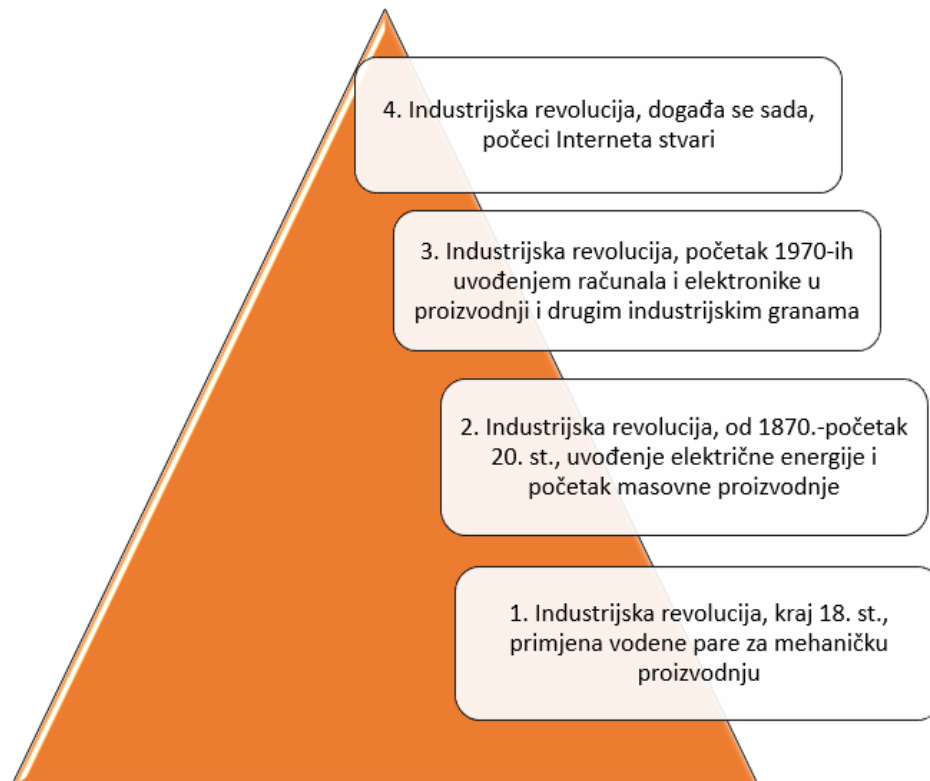 4. Industrijska revolucija, događa se sada,
počeci Interneta stvari
3. Industrijska revolucija, početak 1970-ih
uvođenjem računala i elektronike u
proizvodnji i drugim industrijskim granama
2. Industrijska revolucija, od 1870.-početak
20. st., uvođenje električne energije i
početak masovne proizvodnje
1. Industrijska revolucija, kraj 18. st.,
primjena vodene pare za mehaničku
proizvodnju